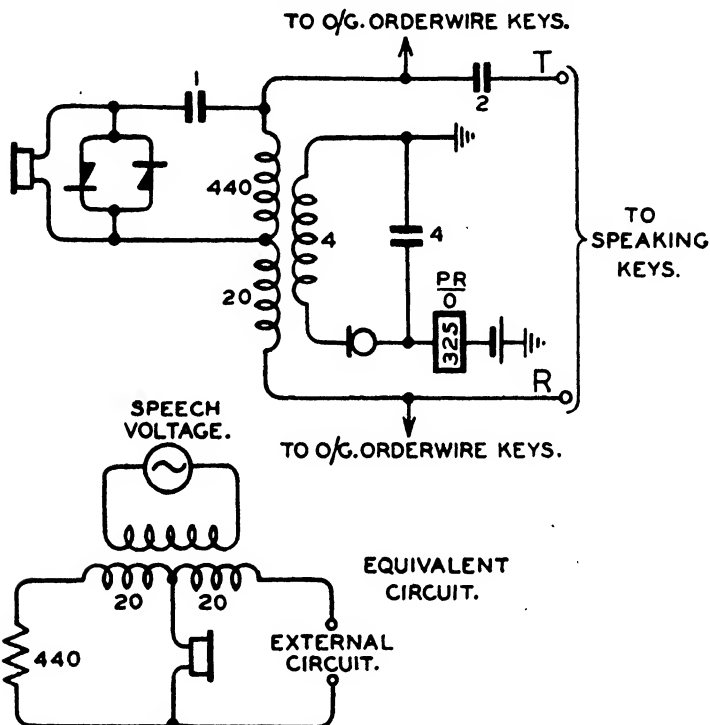 TO O/G. ORDERWIRE KEYS.
1
T
2
440
4
4
TO
SPEAKING
KEYS.
20
PR
0
325
R
SPEECH
VOLTAGE.
TO O/G. ORDERWIRE KEYS.
EQUIVALENT
CIRCUIT.
20
20
440
EXTERNAL
CIRCUIT.